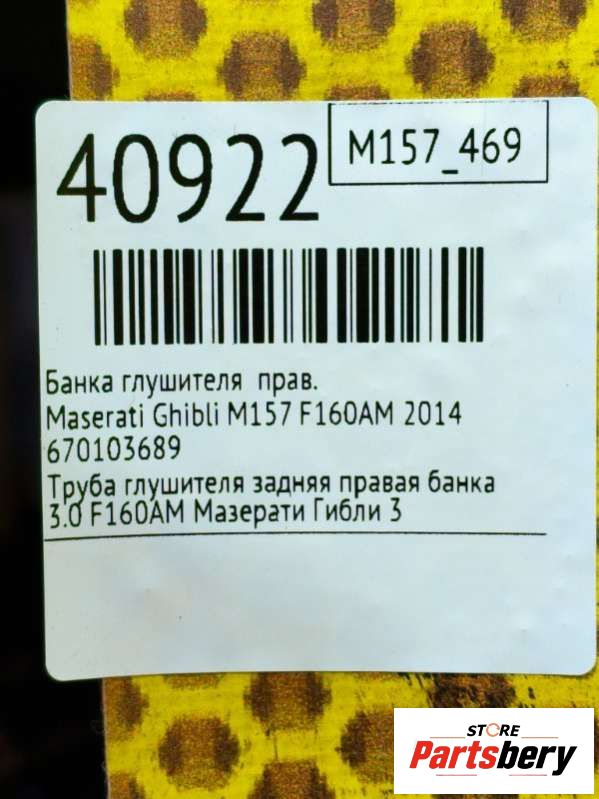 40922
M157_469
Банка глушителя прав.
Maserati Ghibli M157 F160AM 2014
670103689
Труба глушителя задняя правая банка
3.0 F160AM Мазерати Гибли 3
STORE
Partsbery